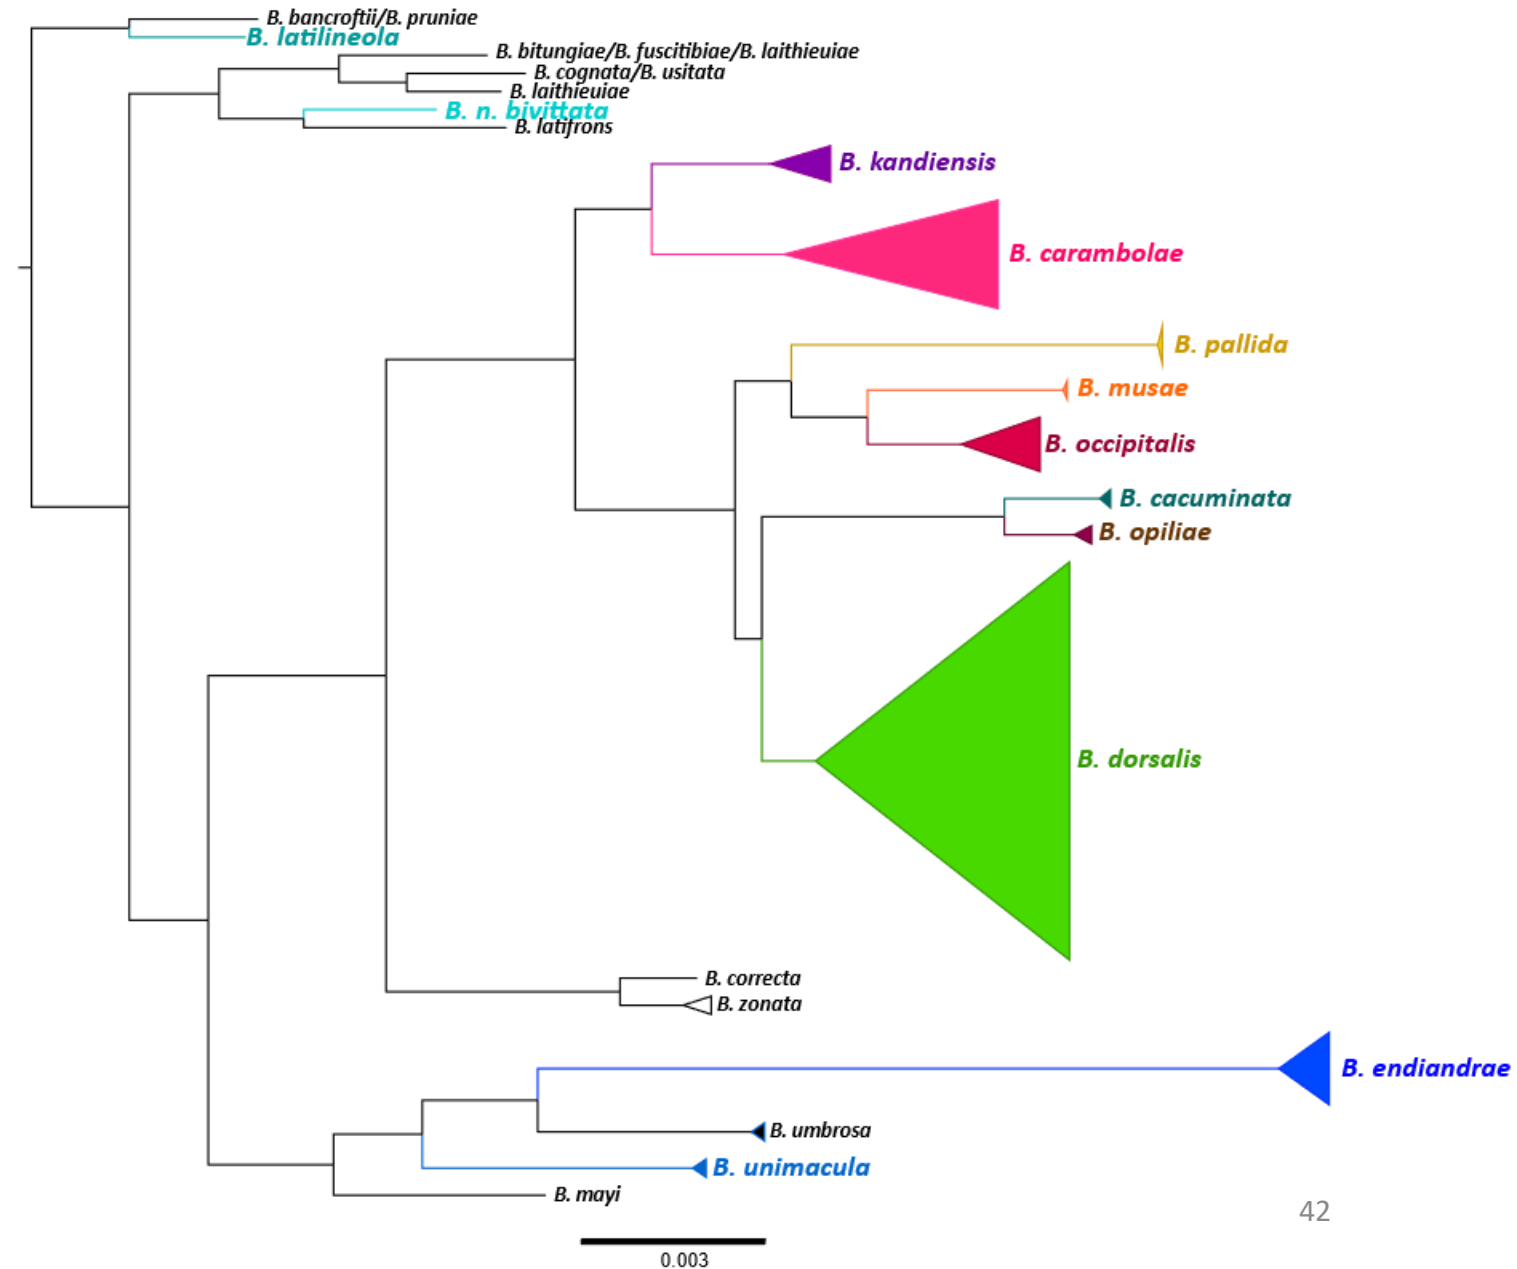 B. bancroftii/B. pruniae
B. latilineola
B. bitungiae/B. fuscitibiae/B. laithieuiae
B. cognata/B. usitata
B. laithieuiae
B. n. bivittata
B. latifrons
B. kandiensis
B. carambolae
B. pallida
B. musae
B. occipitalis
B. cacuminata
B. opiliae
B. dorsalis
B. correcta
B. zonata
B. endiandrae
B. umbrosa
B. unimacula
B. mayi
42
0.003